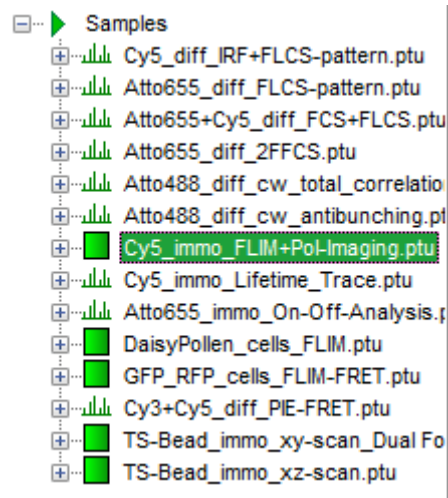 Samples
Cy5_diff_IRF+FLCS-pattern.ptu
Atto655_diff_FLCS-pattern.ptu
Atto655+Cy5_diff_FCS+FLCS.ptu
Atto655_diff_2FFCS.ptu
Atto488_diff_cw_total_correlatio
Atto488_diff_cw_antibunching.pt
Cy5_immo_FLIM+Pol-Imaging.ptu
Cy5_immo_Lifetime_Trace.ptu
Atto655_immo_On-Off-Analysis.p
DaisyPollen_cells_FLIM.ptu
GFP_RFP_cells_FLIM-FRET.ptu
Cy3+Cy5_diff_PIE-FRET.ptu
TS-Bead_immo_xy-scan_Dual Fo
TS-Bead_immo_xz-scan.ptu